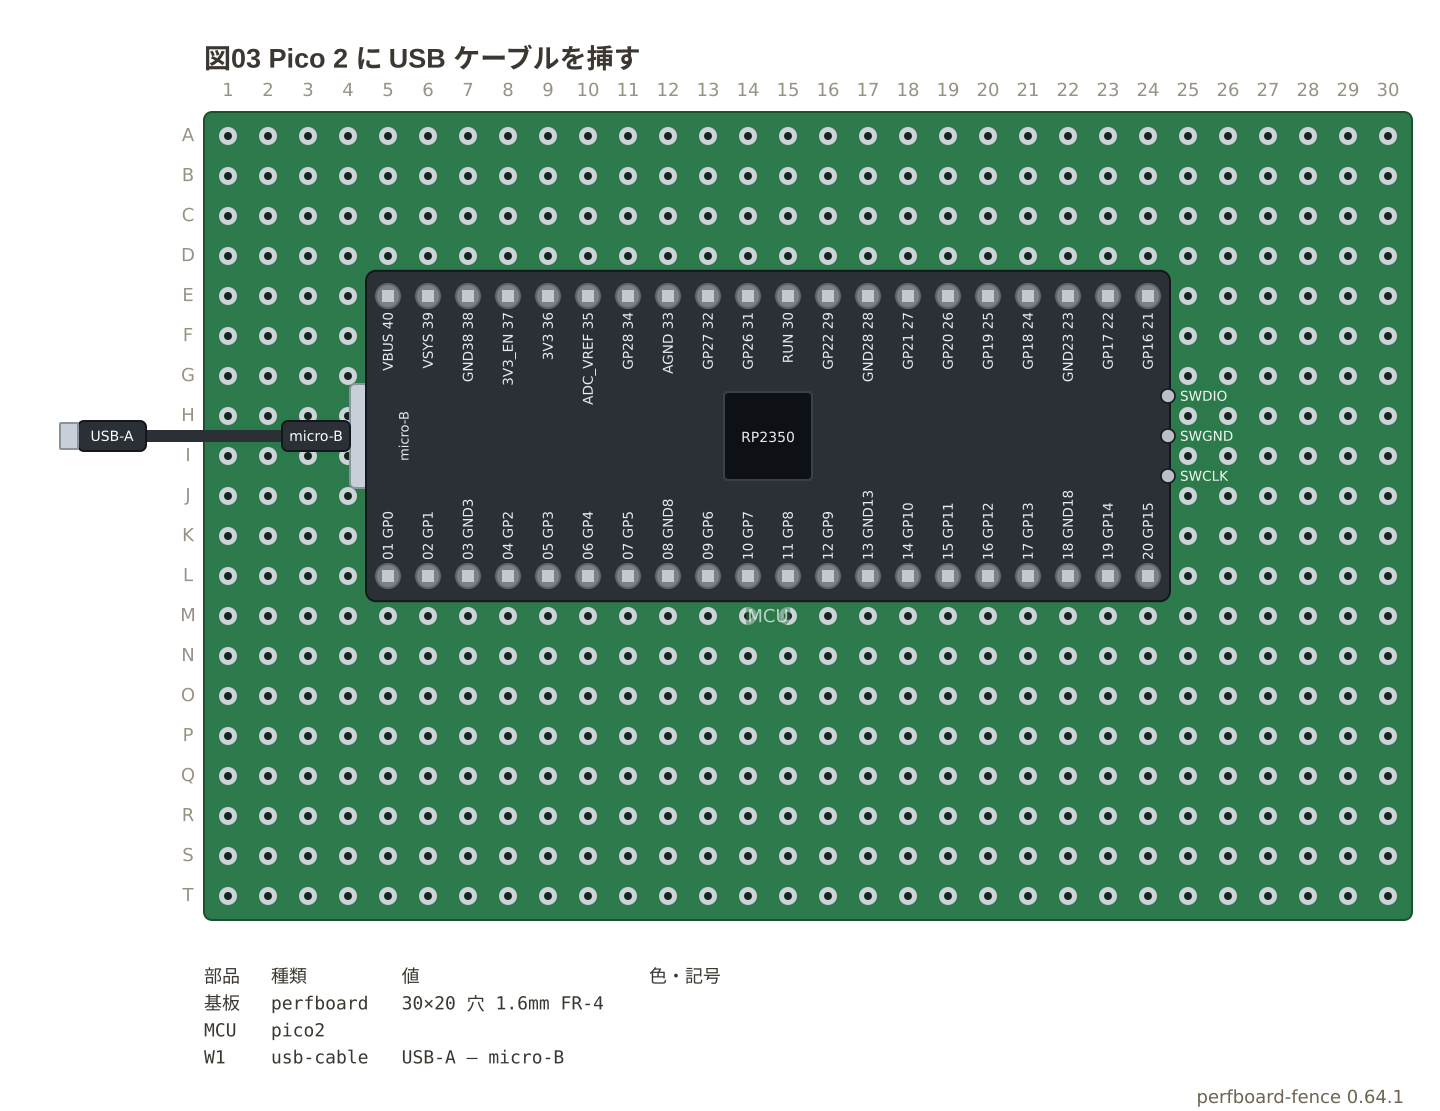 図03 Pico 2 に USB ケーブルを挿す
1 2 3 4 5 6 7 8 9 10 11 12 13 14 15 16 17 18 19 20 21 22 23 24 25 26 27 28 29 30
A
B
C
D
E
VBUS 40 VSYS 39 GND38 38 3V3_EN 37 3V3 36 ADC_VREF 35 GP28 34 AGND 33 GP27 32 GP26 31 RUN 30 GP22 29 GND28 28 GP21 27 GP20 26 GP19 25 GP18 24 GND23 23 GP17 22 GP16 21
F
G
SWDIO
H
USB-A micro-B micro-B RP2350 SWGND
I
SWCLK
J
K
01 GP0 02 GP1 03 GND3 04 GP2 05 GP3 06 GP4 07 GP5 08 GND8 09 GP6 10 GP7 11 GP8 12 GP9 13 GND13 14 GP10 15 GP11 16 GP12 17 GP13 18 GND18 19 GP14 20 GP15
L
M MCU
N
O
P
Q
R
S
T
部品 種類 値 色・記号
基板 perfboard 30×20 穴 1.6mm FR-4
MCU pico2
W1 usb-cable USB-A — micro-B
perfboard-fence 0.64.1